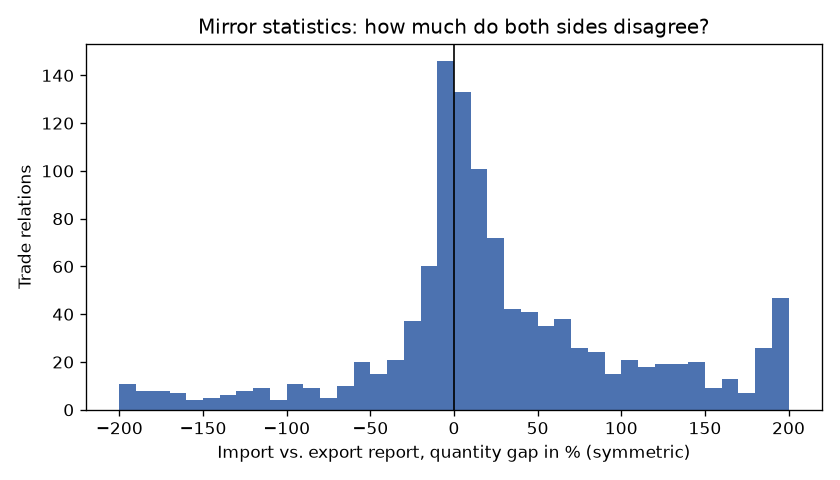 Mirror statistics: how much do both sides disagree?
Trade relations
140
120
100
80
60
40
20
0
−200 −150 −100 −50 0 50 100 150 200
Import vs. export report, quantity gap in % (symmetric)